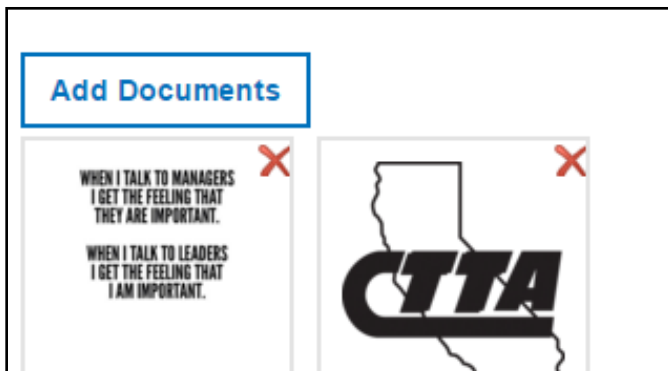 Add Documents
WHEN I TALK TO MANAGERS
I GET THE FEELING THAT
THEY ARE IMPORTANT.
WHEN I TALK TO LEADERS
I GET THE FEELING THAT
I AM IMPORTANT.
CTTA